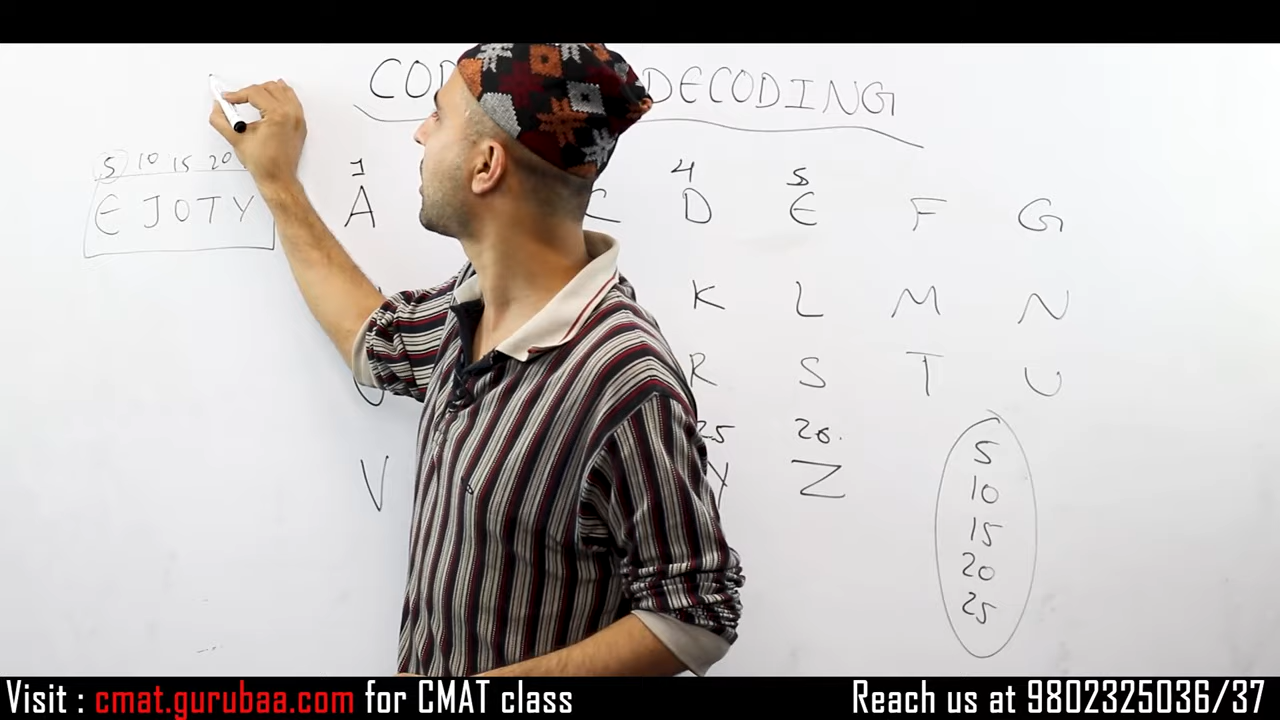 DECODING
5 10 15 20
EJOTY
1 4 5
A C D E F G
K L M N
R S T U
25 26.
V Y Z
5
10
15
20
25
Visit : cmat.gurubaa.com for CMAT class
Reach us at 9802325036/37